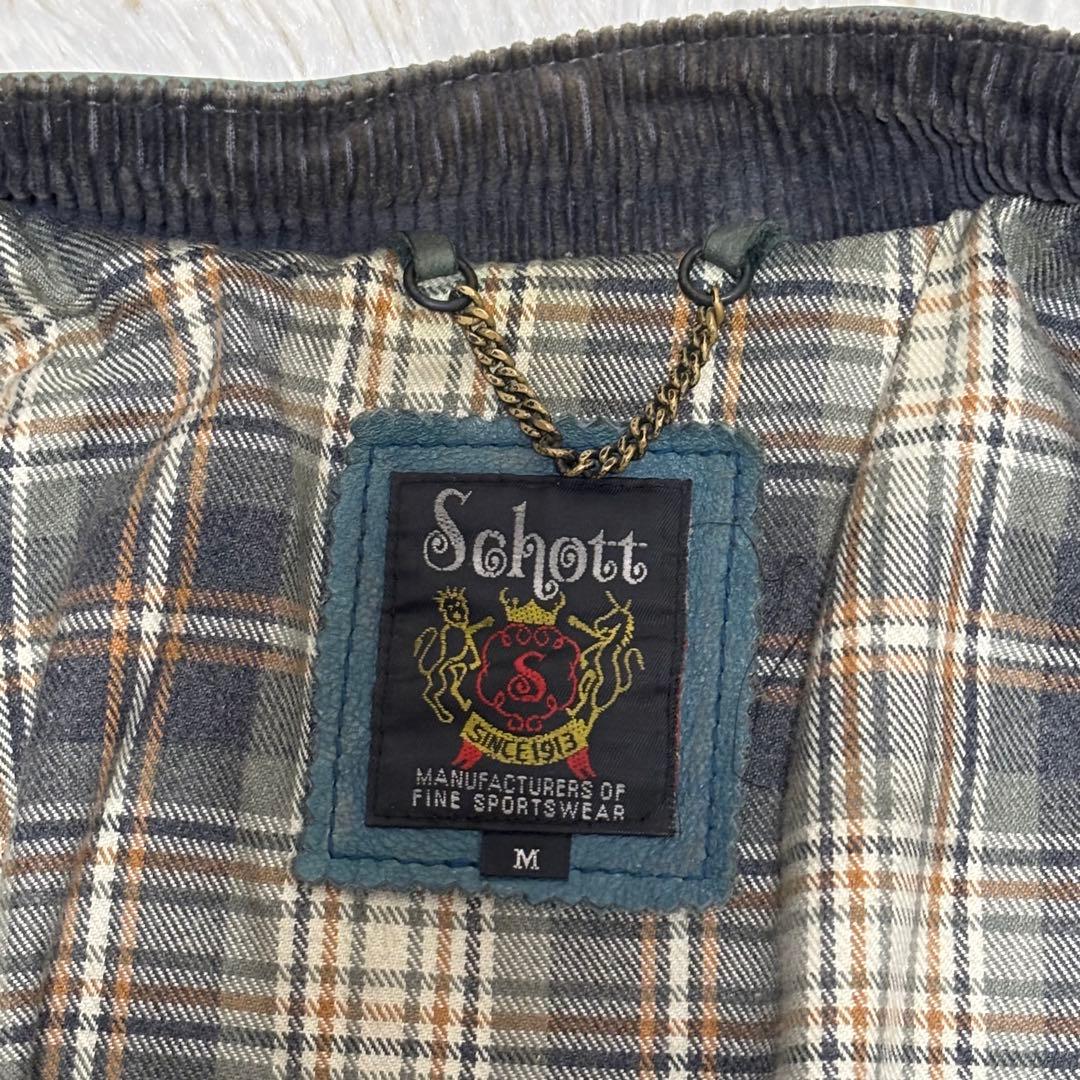 Schott
S
SINCE 1913
MANUFACTURERS OF
FINE SPORTSWEAR
M